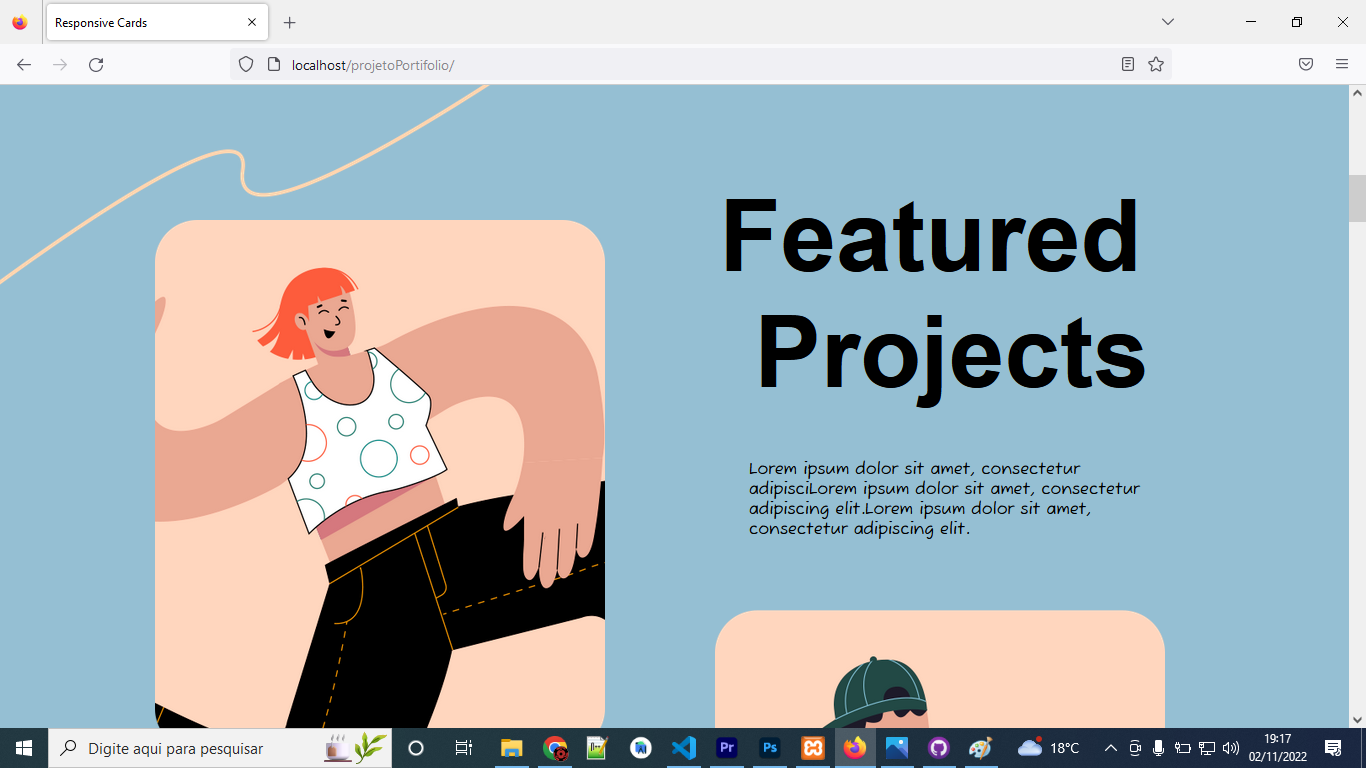 Responsive Cards
localhost/projetoPortifolio/
Featured
Projects
Lorem ipsum dolor sit amet, consectetur
adipisciLorem ipsum dolor sit amet, consectetur
adipiscing elit.Lorem ipsum dolor sit amet,
consectetur adipiscing elit.
Digite aqui para pesquisar
Pr
Ps
18°C
19:17
02/11/2022